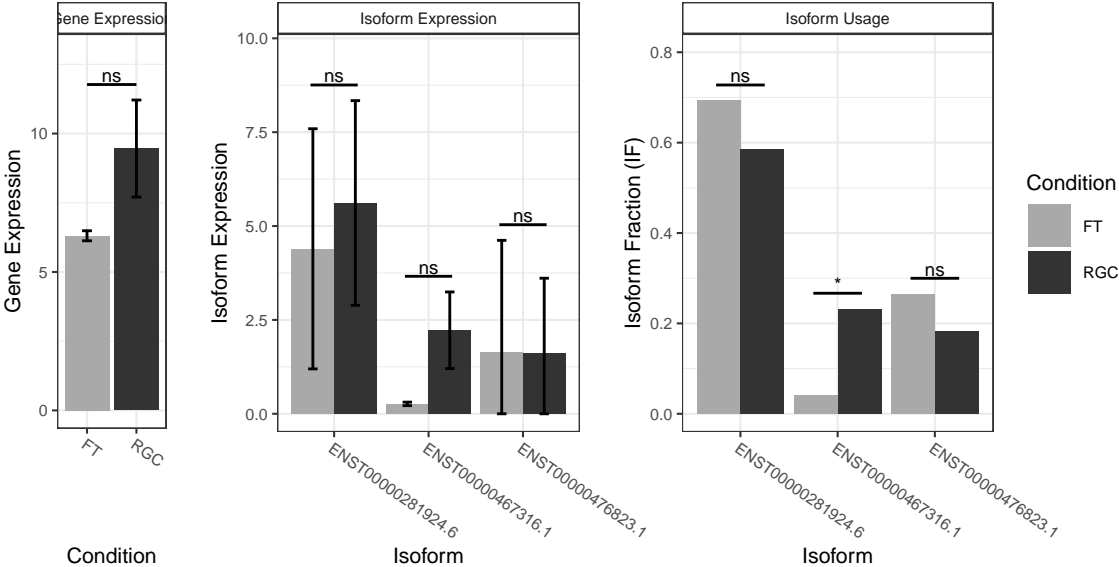 Gene Expression
Gene Expression
10
5
0
ns
FT
RGC
Condition
Isoform Expression
Isoform Expression
10.0
7.5
5.0
2.5
0.0
ns
ns
ns
ENST00000281924.6
ENST00000467316.1
ENST00000476823.1
Isoform
Isoform Usage
Isoform Fraction (IF)
0.8
0.6
0.4
0.2
0.0
ns
*
ns
ENST00000281924.6
ENST00000467316.1
ENST00000476823.1
Isoform
Condition
FT
RGC